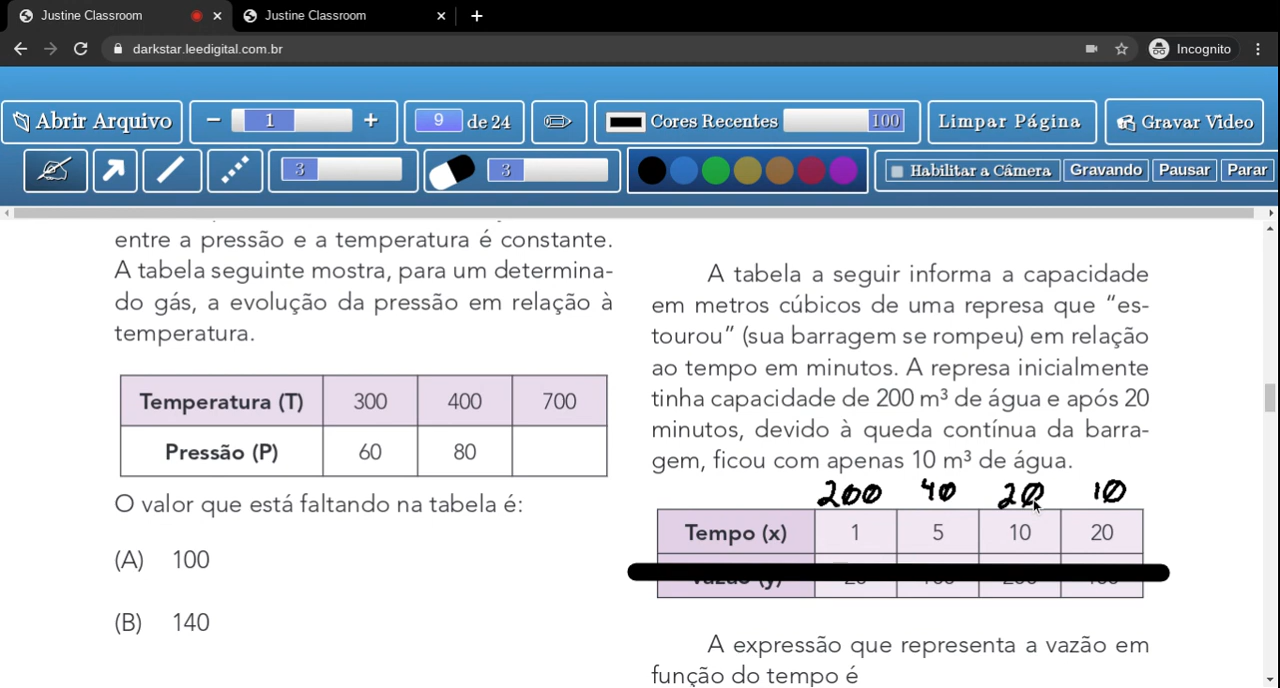 Justine Classroom
Justine Classroom
darkstar.leedigital.com.br
Incognito
Abrir Arquivo
− 1 +
9 de 24
Cores Recentes 100
Limpar Página
Gravar Video
3
3
Habilitar a Câmera
Gravando
Pausar
Parar
entre a pressão e a temperatura é constante.
A tabela seguinte mostra, para um determina-
do gás, a evolução da pressão em relação à
temperatura.
Temperatura (T) 300 400 700
Pressão (P) 60 80
O valor que está faltando na tabela é:
(A) 100
(B) 140
A tabela a seguir informa a capacidade
em metros cúbicos de uma represa que “es-
tourou” (sua barragem se rompeu) em relação
ao tempo em minutos. A represa inicialmente
tinha capacidade de 200 m³ de água e após 20
minutos, devido à queda contínua da barra-
gem, ficou com apenas 10 m³ de água.
200 40 20 10
Tempo (x) 1 5 10 20
A expressão que representa a vazão em
função do tempo é